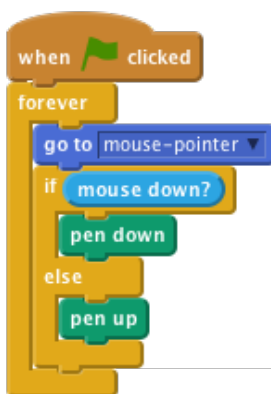 when clicked
forever
go to mouse-pointer
if mouse down?
pen down
else
pen up